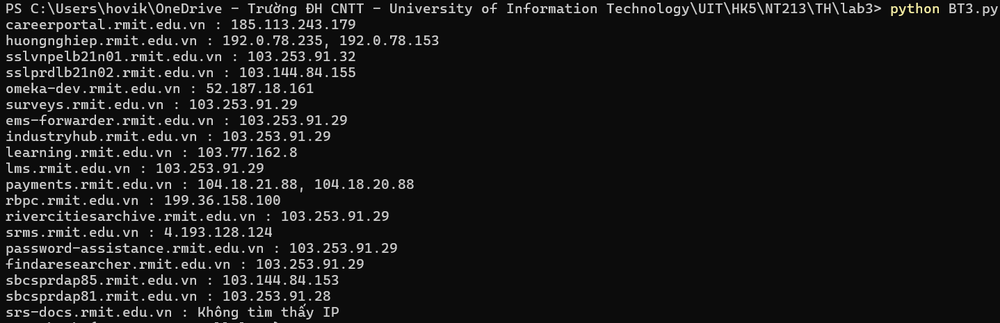 PS C:\Users\hovik\OneDrive - Trường ĐH CNTT - University of Information Technology\UIT\HK5\NT213\TH\lab3> python BT3.py
careerportal.rmit.edu.vn : 185.113.243.179
huongnghiep.rmit.edu.vn : 192.0.78.235, 192.0.78.153
sslvnpelb21n01.rmit.edu.vn : 103.253.91.32
sslprdlb21n02.rmit.edu.vn : 103.144.84.155
omeka-dev.rmit.edu.vn : 52.187.18.161
surveys.rmit.edu.vn : 103.253.91.29
ems-forwarder.rmit.edu.vn : 103.253.91.29
industryhub.rmit.edu.vn : 103.253.91.29
learning.rmit.edu.vn : 103.77.162.8
lms.rmit.edu.vn : 103.253.91.29
payments.rmit.edu.vn : 104.18.21.88, 104.18.20.88
rbpc.rmit.edu.vn : 199.36.158.100
rivercitiesarchive.rmit.edu.vn : 103.253.91.29
srms.rmit.edu.vn : 4.193.128.124
password-assistance.rmit.edu.vn : 103.253.91.29
findaresearcher.rmit.edu.vn : 103.253.91.29
sbcsprdap85.rmit.edu.vn : 103.144.84.153
sbcsprdap81.rmit.edu.vn : 103.253.91.28
srs-docs.rmit.edu.vn : Không tìm thấy IP